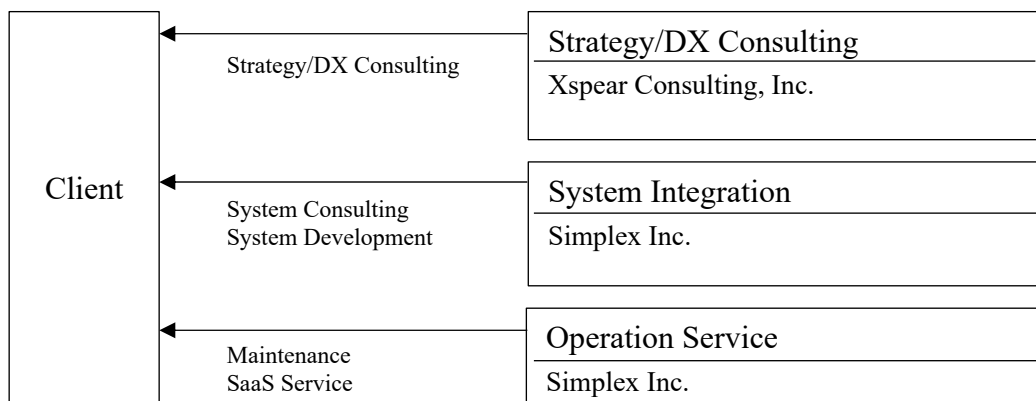 Strategy/DX Consulting
Strategy/DX Consulting
Xspear Consulting, Inc.
Client
System Integration
System Consulting
System Development
Simplex Inc.
Operation Service
Maintenance
SaaS Service
Simplex Inc.